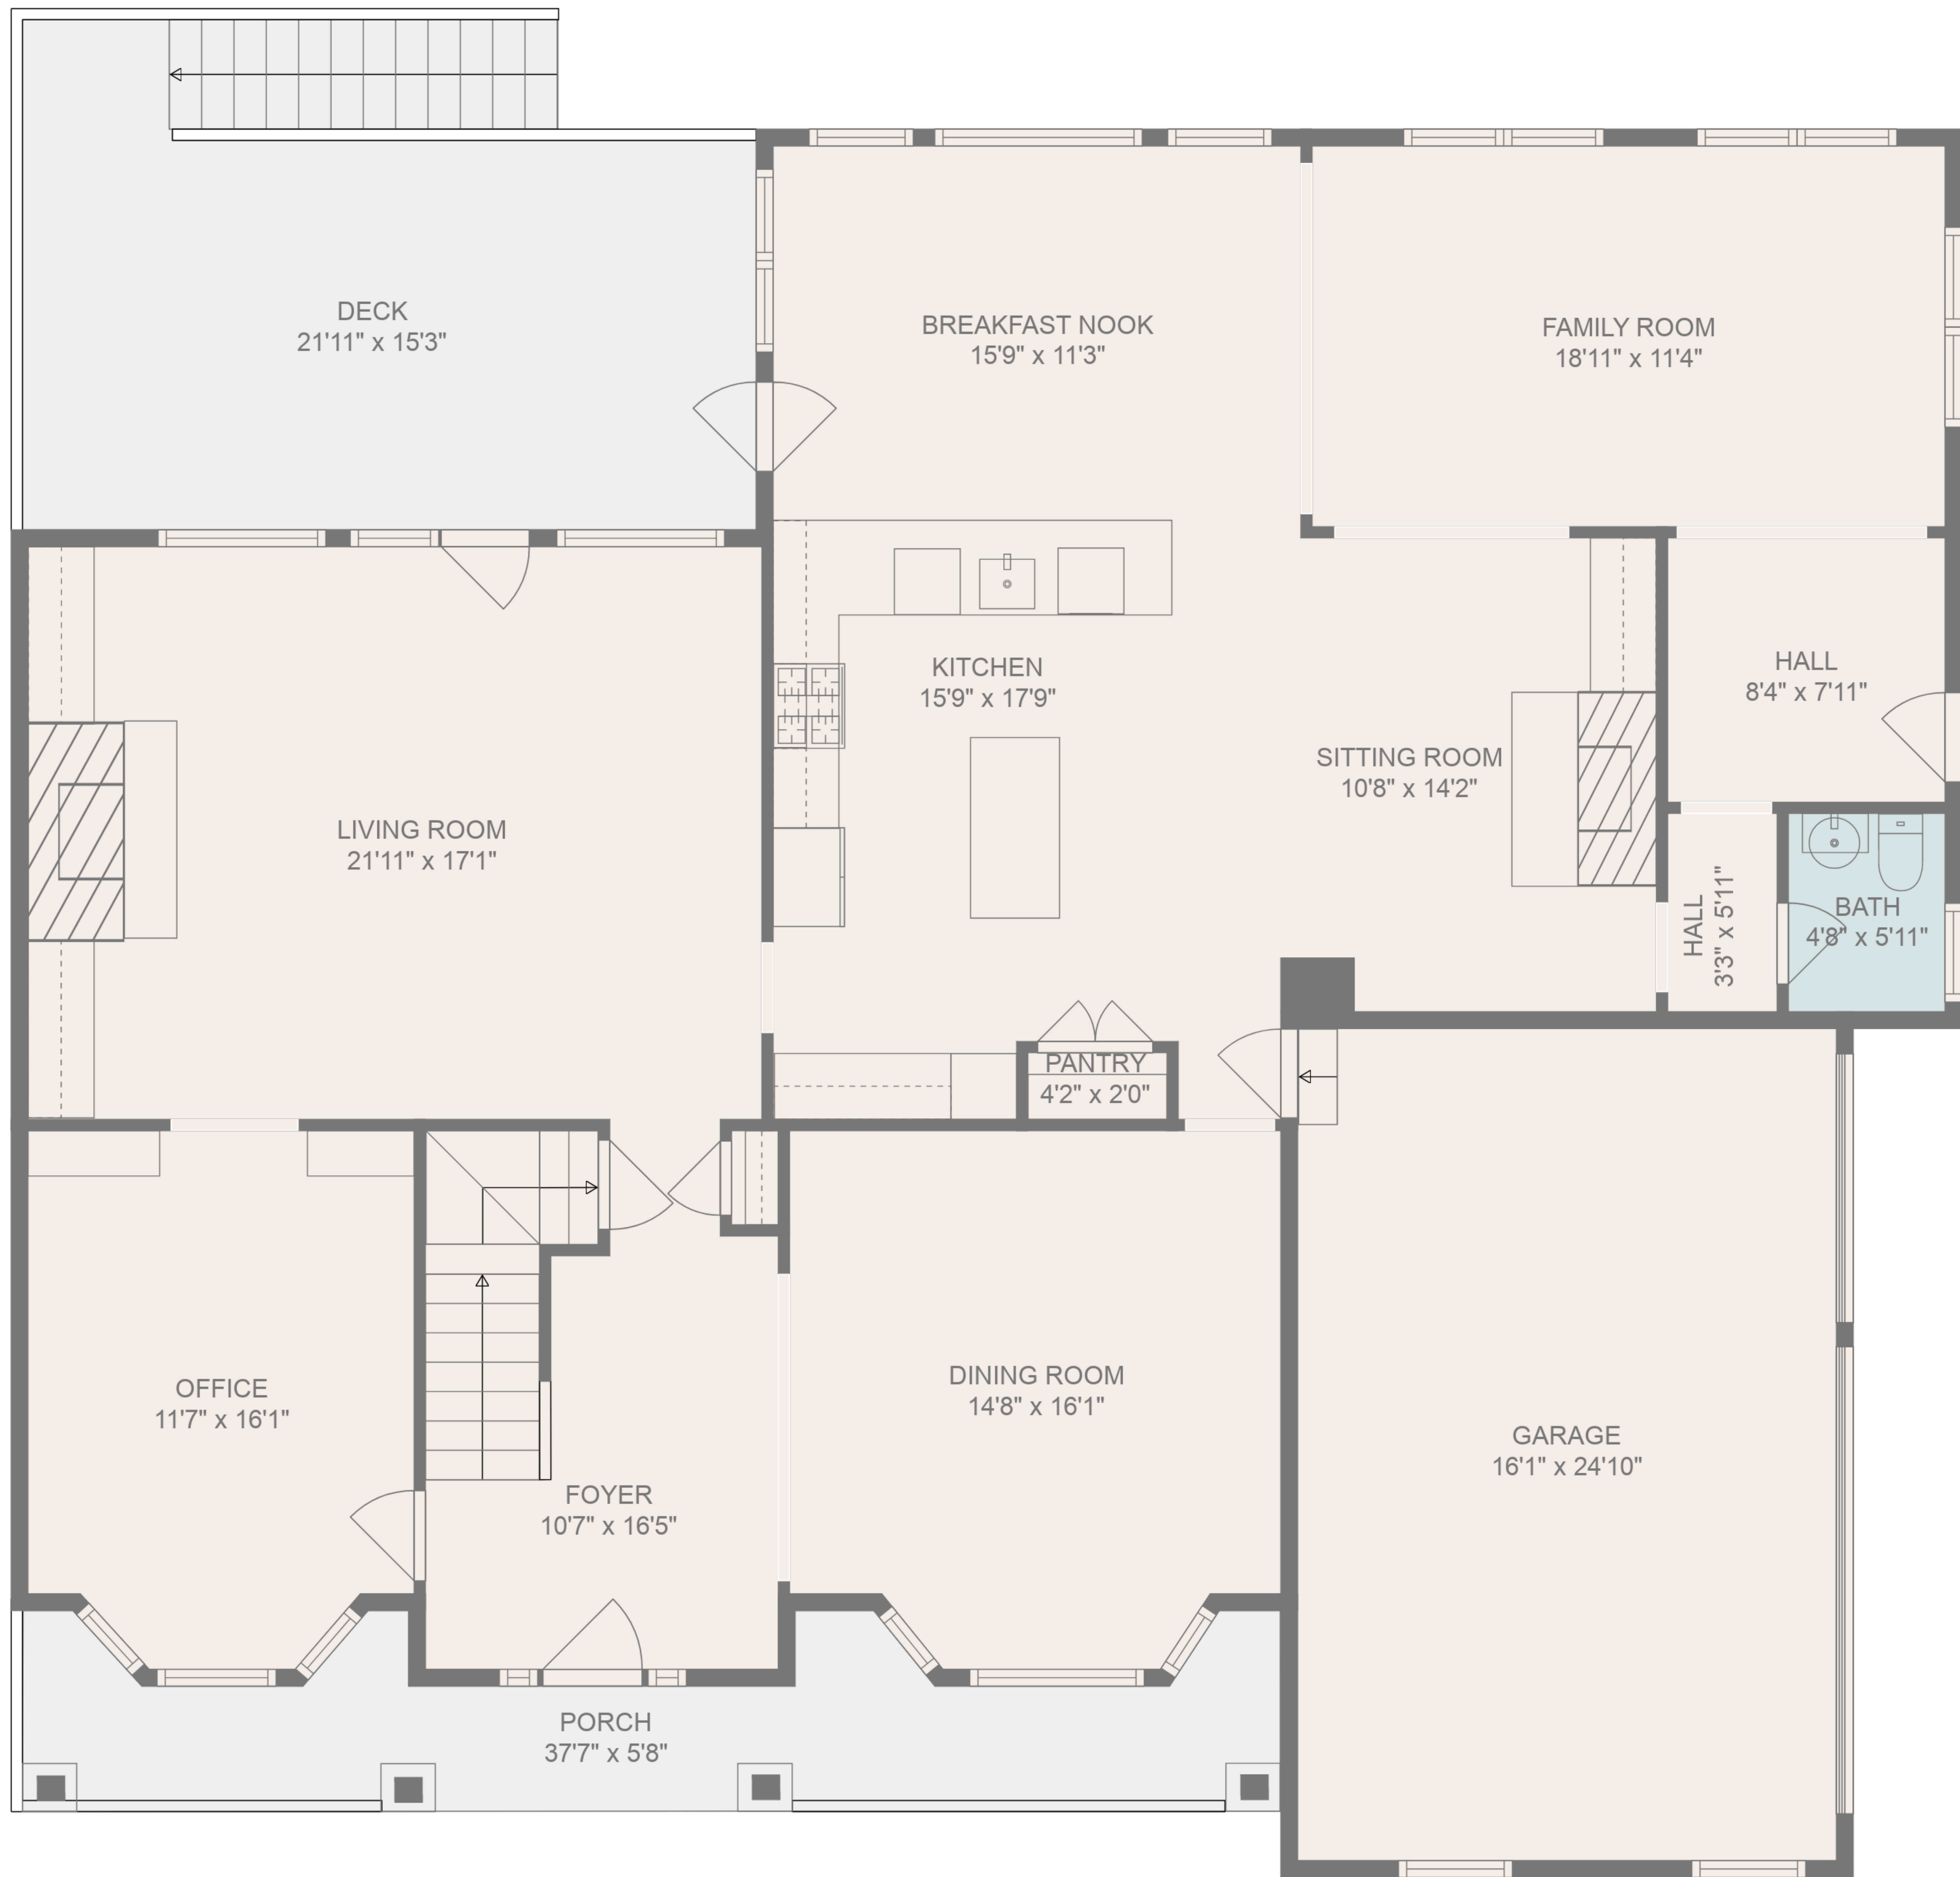 DECK
21'11" x 15'3"
BREAKFAST NOOK
15'9" x 11'3"
FAMILY ROOM
18'11" x 11'4"
KITCHEN
15'9" x 17'9"
HALL
8'4" x 7'11"
SITTING ROOM
10'8" x 14'2"
LIVING ROOM
21'11" x 17'1"
HALL
3'3" x 5'11"
BATH
4'8" x 5'11"
PANTRY
4'2" x 2'0"
OFFICE
11'7" x 16'1"
DINING ROOM
14'8" x 16'1"
GARAGE
16'1" x 24'10"
FOYER
10'7" x 16'5"
PORCH
37'7" x 5'8"